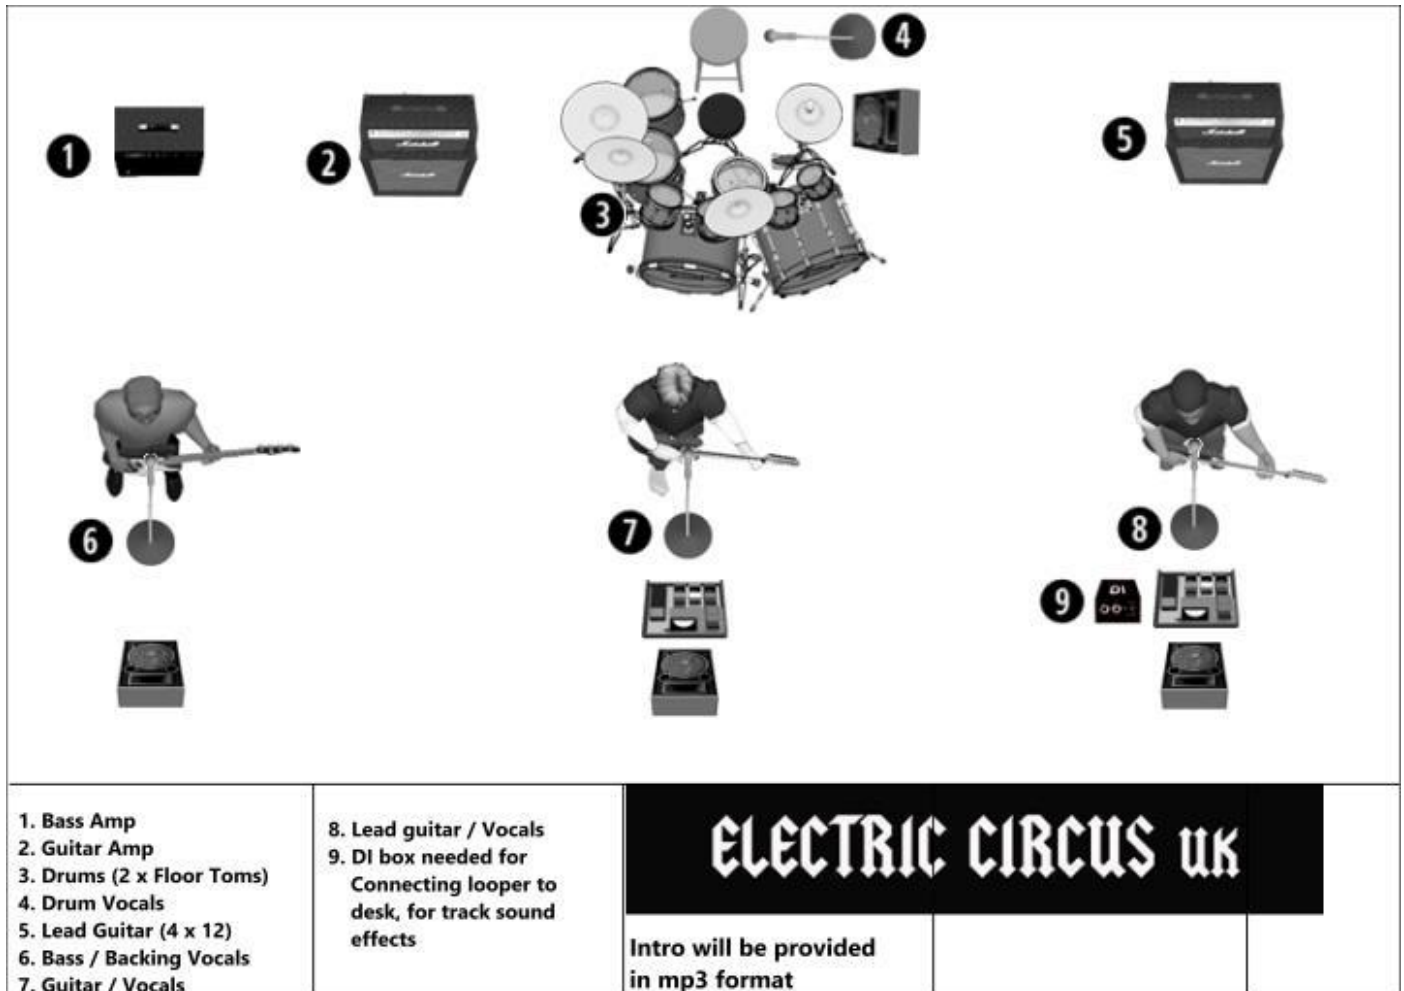 4
1
2
5
3
6
7
8
9
DI
1. Bass Amp
2. Guitar Amp
3. Drums (2 x Floor Toms)
4. Drum Vocals
5. Lead Guitar (4 x 12)
6. Bass / Backing Vocals
7. Guitar / Vocals
8. Lead guitar / Vocals
9. DI box needed for
Connecting looper to
desk, for track sound
effects
ELECTRIC CIRCUS UK
Intro will be provided
in mp3 format